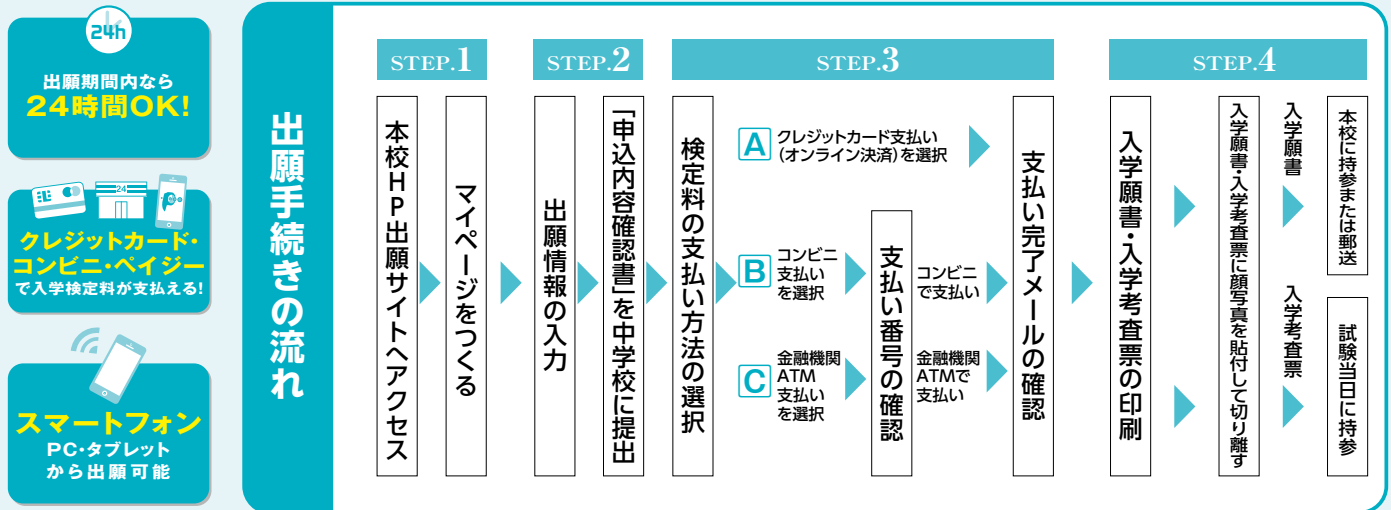 24h
出願期間内なら
24時間OK!
24
クレジットカード・
コンビニ・ペイジー
で入学検定料が支払える!
スマートフォン
PC・タブレット
から出願可能
出願手続きの流れ
STEP.1
本校HP出願サイトへアクセス
マイページをつくる
STEP.2
出願情報の入力
「申込内容確認書」を中学校に提出
STEP.3
検定料の支払い方法の選択
A
クレジットカード支払い
(オンライン決済)を選択
B
コンビニ
支払い
を選択
C
金融機関
ATM
支払い
を選択
支払い番号の確認
コンビニ
で支払い
金融機関
ATMで
支払い
支払い完了メールの確認
STEP.4
入学願書・入学考査票の印刷
入学願書・入学考査票に顔写真を貼付して切り離す
入学願書
本校に持参または郵送
入学考査票
試験当日に持参